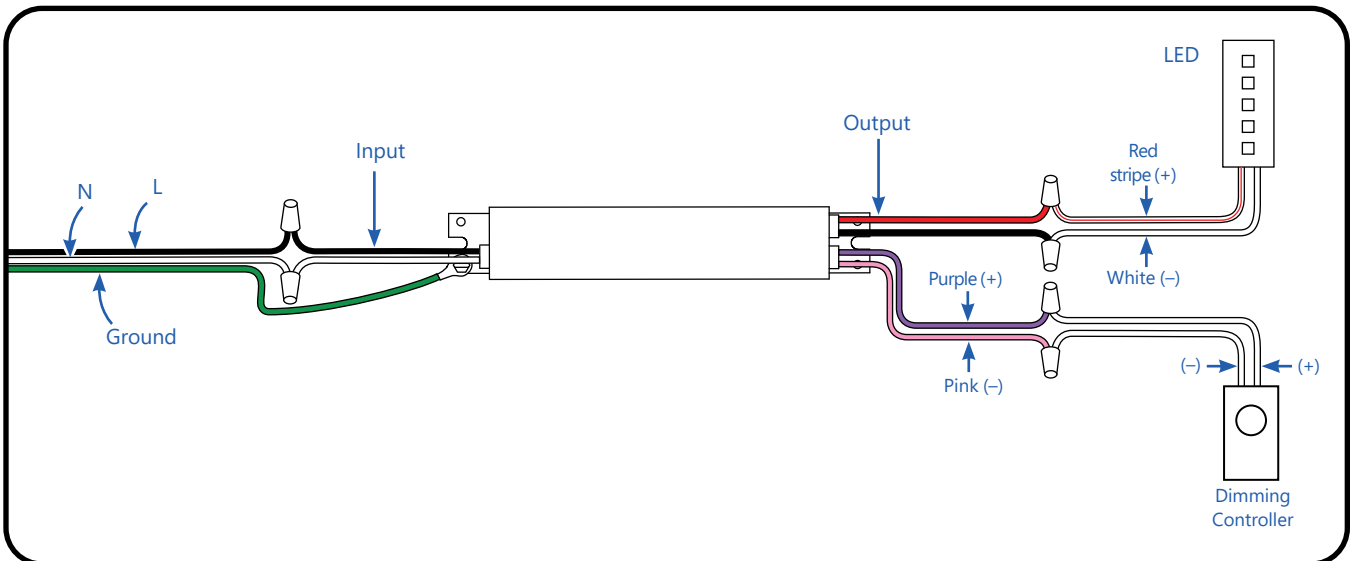 LED
Output
Input
Red
stripe (+)
N
L
White (–)
Purple (+)
Ground
(–)
(+)
Pink (–)
Dimming
Controller